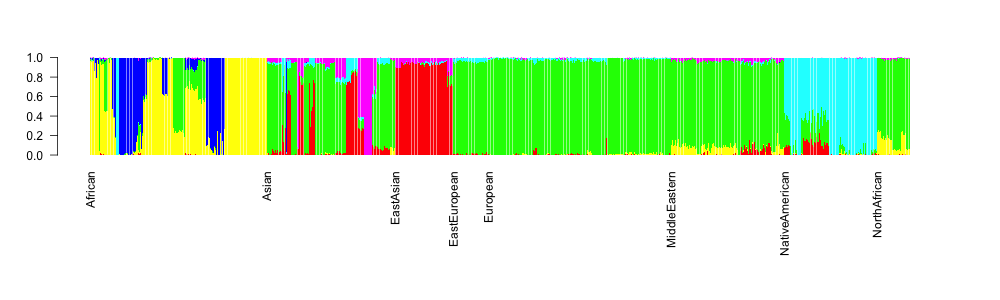 1.0
0.8
0.6
0.4
0.2
0.0
African
Asian
EastAsian
EastEuropean
European
MiddleEastern
NativeAmerican
NorthAfrican